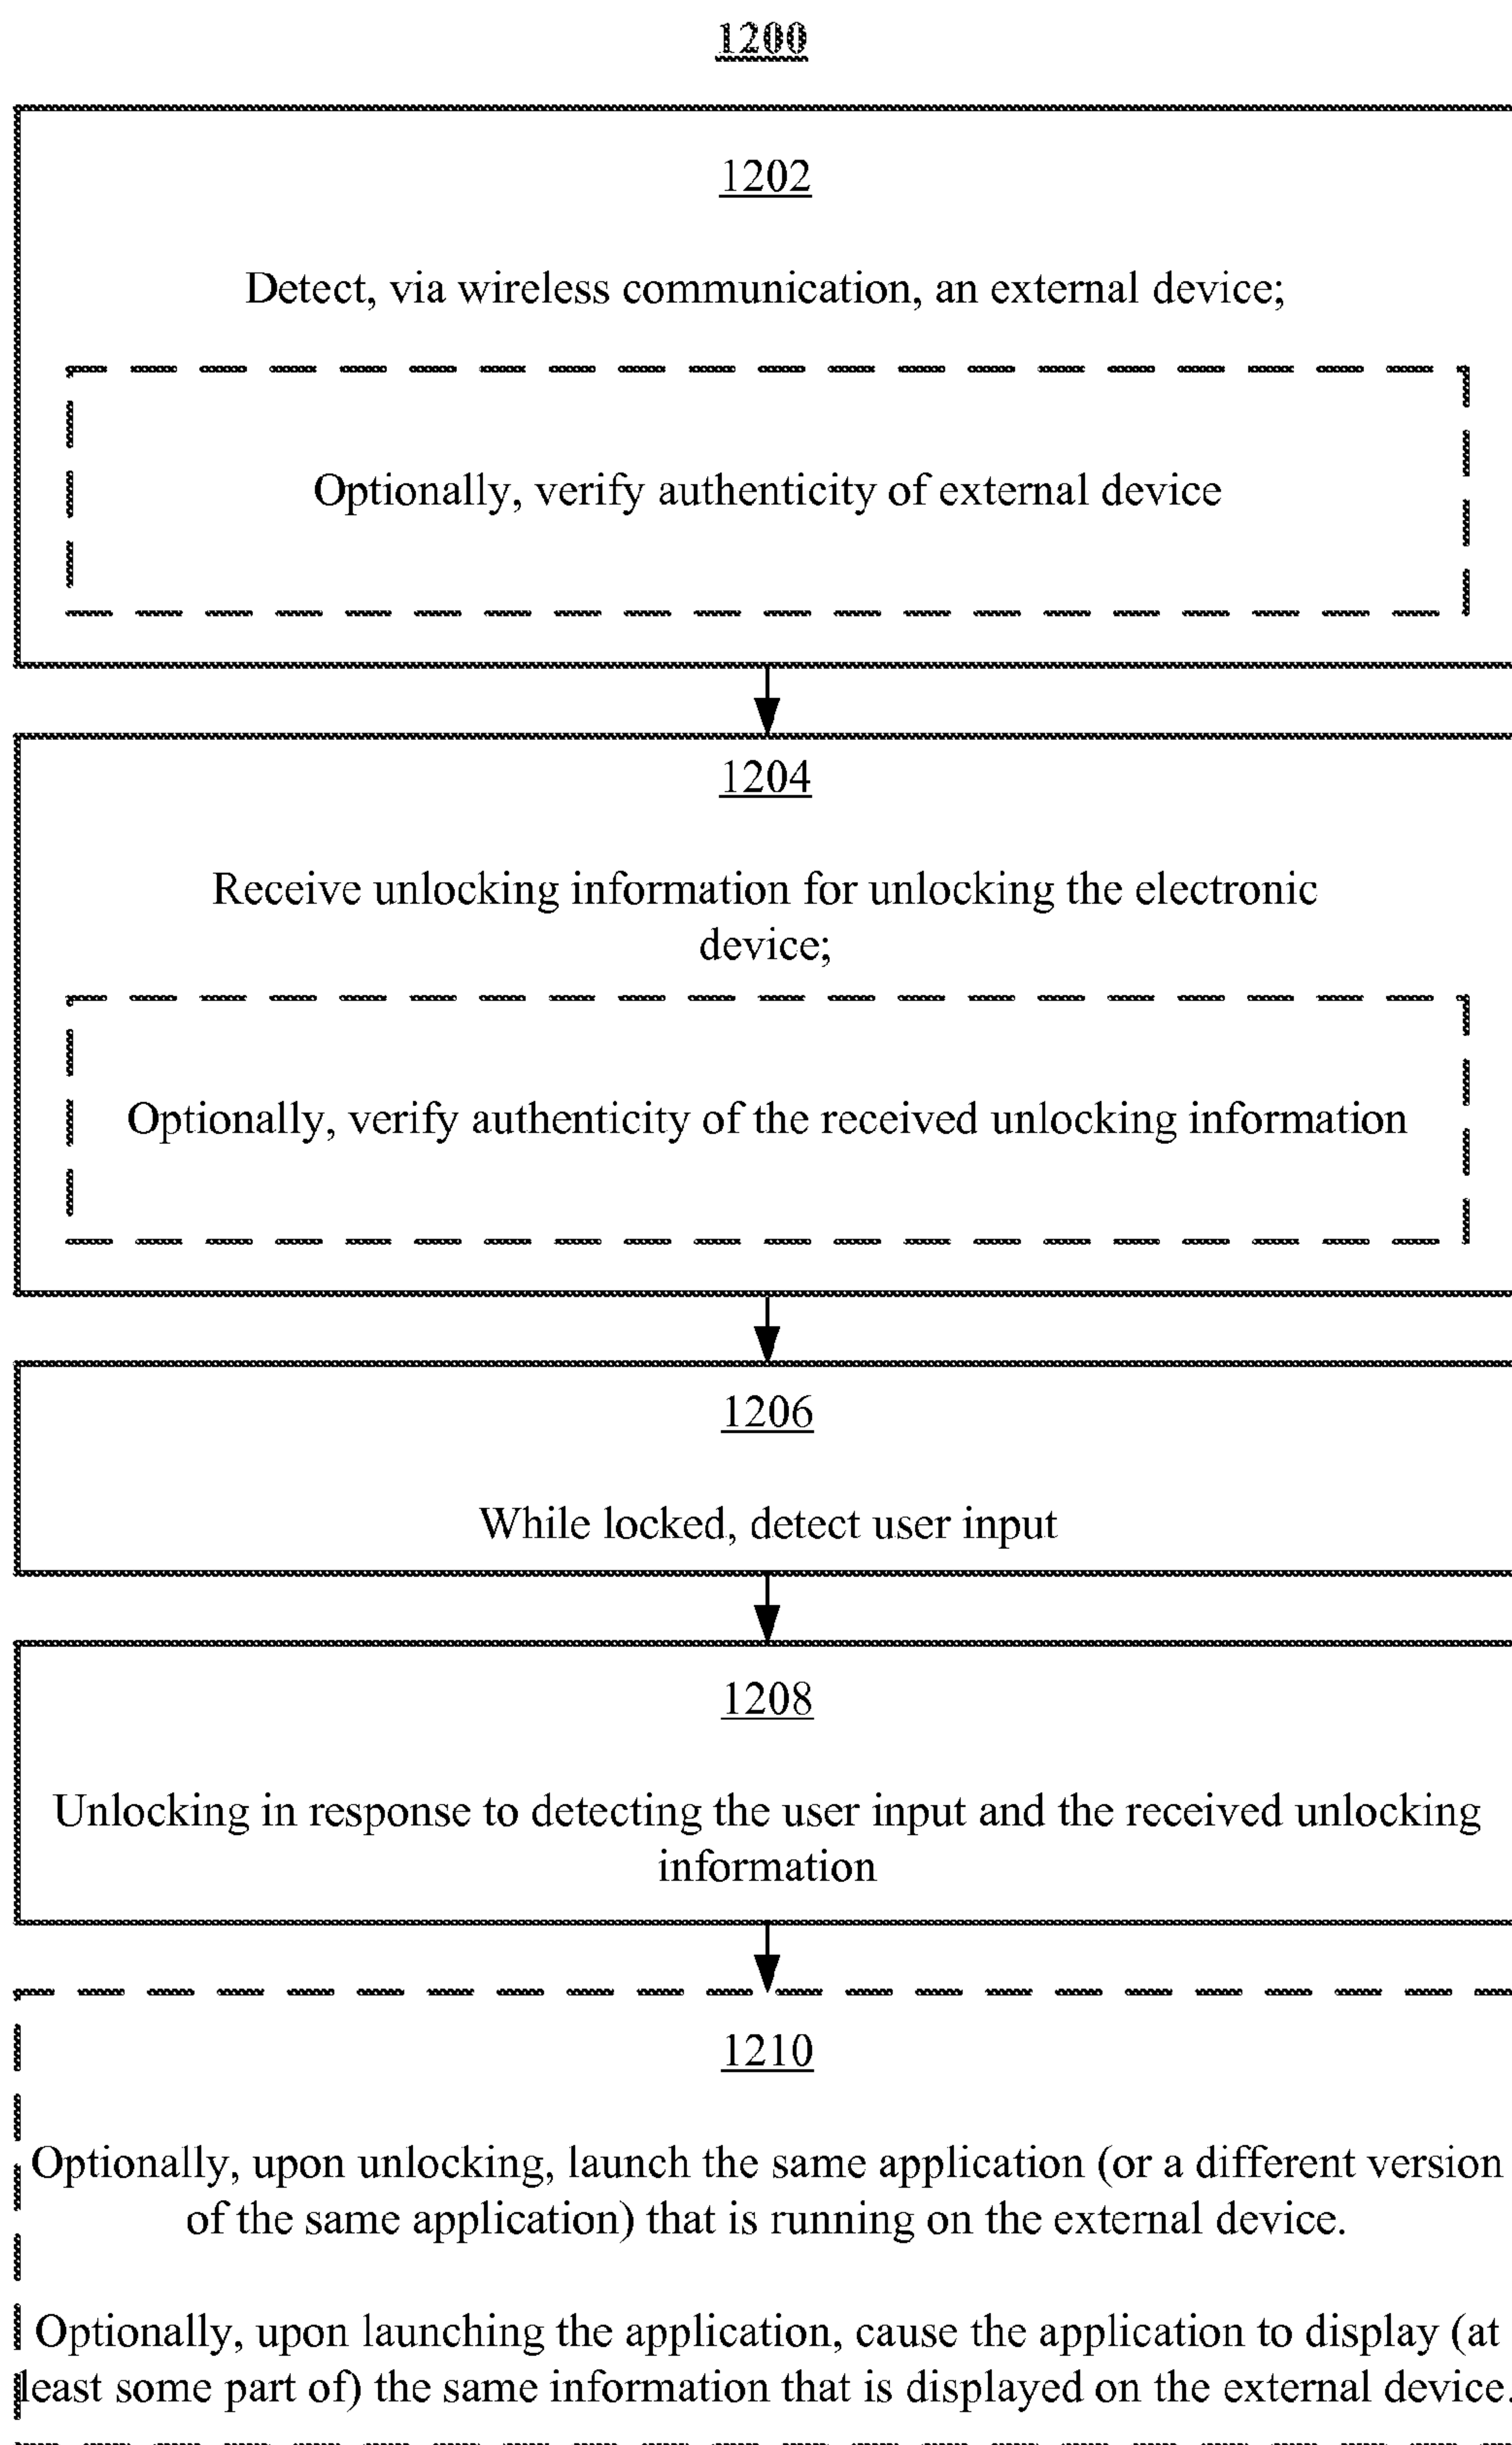 1200
1202
Detect, via wireless communication, an external device;
Optionally, verify authenticity of external device
1204
Receive unlocking information for unlocking the electronic
device;
Optionally, verify authenticity of the received unlocking information
1206
While locked, detect user input
1208
Unlocking in response to detecting the user input and the received unlocking
information
1210
Optionally, upon unlocking, launch the same application (or a different version
of the same application) that is running on the external device.
Optionally, upon launching the application, cause the application to display (at
least some part of) the same information that is displayed on the external device.